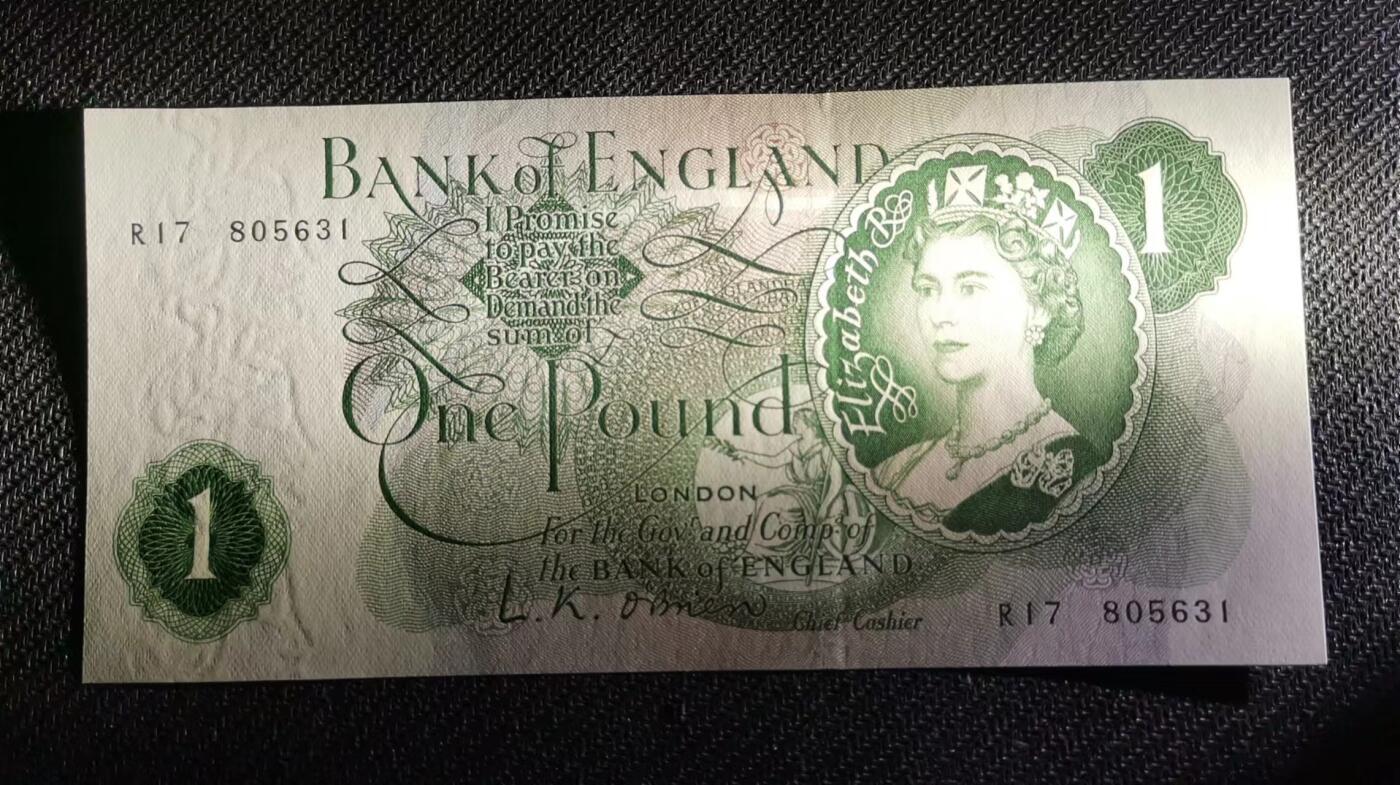 BANK of ENGLAND
1
R17 805631
I Promise
to pay the
Bearer on
Demand the
sum of
One Pound
Elizabeth R
LONDON
For the Govr. and Compa. of
the BANK of ENGLAND
L. K. O'Brien
Chief Cashier
1
R17 805631